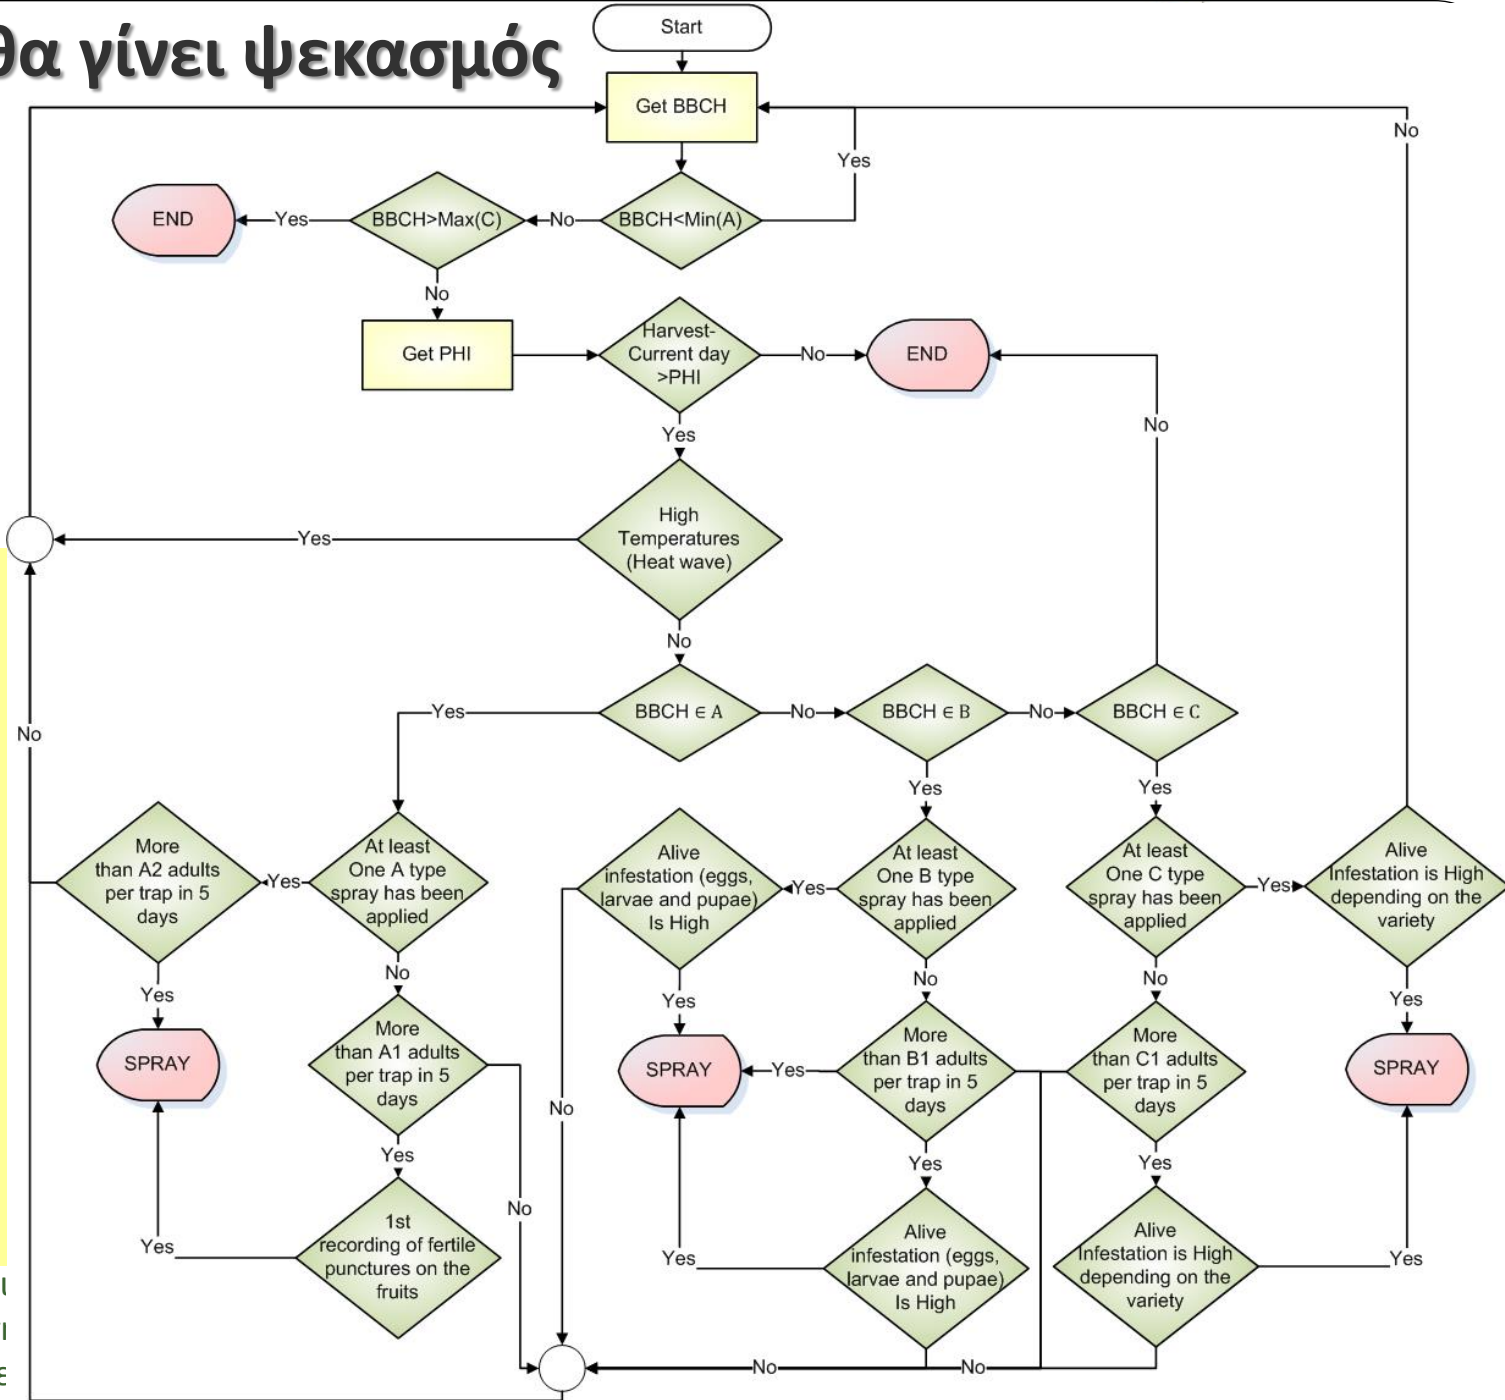 θα γίνει ψεκασμός
Start
Get BBCH
No
Yes
END
Yes
BBCH>Max(C)
No
BBCH<Min(A)
No
Get PHI
Harvest-
Current day
>PHI
No
END
Yes
No
High
Temperatures
(Heat wave)
Yes
No
BBCH ∈ A
Yes
No
BBCH ∈ B
No
BBCH ∈ C
No
Yes
Yes
More
than A2 adults
per trap in 5
days
Yes
At least
One A type
spray has been
applied
Alive
infestation (eggs,
larvae and pupae)
Is High
Yes
At least
One B type
spray has been
applied
At least
One C type
spray has been
applied
Yes
Alive
Infestation is High
depending on the
variety
Yes
No
Yes
No
No
Yes
SPRAY
More
than A1 adults
per trap in 5
days
SPRAY
Yes
More
than B1 adults
per trap in 5
days
More
than C1 adults
per trap in 5
days
SPRAY
No
Yes
No
Yes
Yes
Yes
1st
recording of fertile
punctures on the
fruits
Yes
Alive
infestation (eggs,
larvae and pupae)
Is High
Alive
Infestation is High
depending on the
variety
Yes
No
No